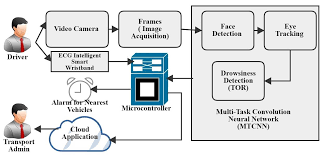 Driver
Video Camera
Frames
( Image
Acquisition)
Face
Detection
Eye
Tracking
ECG Intelligent
Smart
Wristband
Drowsiness
Detection
(TOR)
Alarm for Nearest
Vehicles
Microcontroller
Multi-Task Convolution
Neural Network
(MTCNN)
Transport
Admin
Cloud
Application